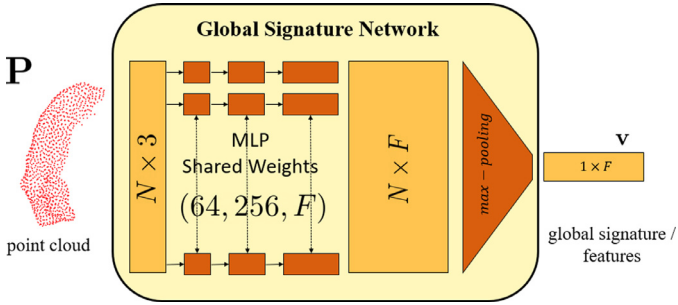 Global Signature Network
P
point cloud
N × 3
MLP
Shared Weights
(64, 256, F)
N × F
max − pooling
v
1 × F
global signature /
features